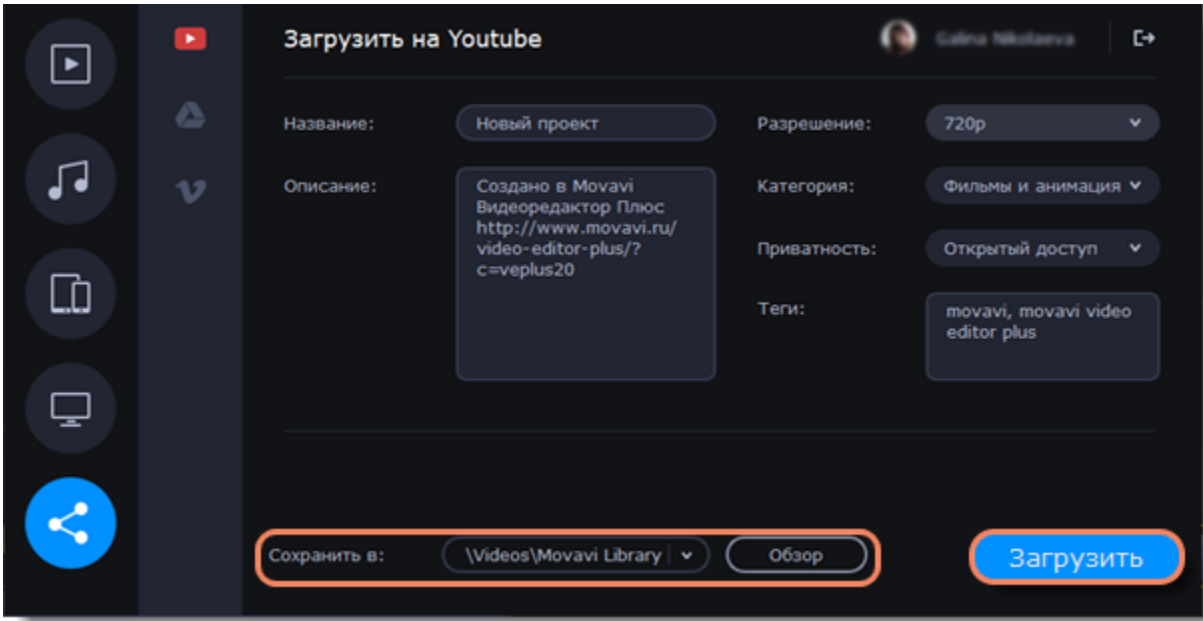 Загрузить на Youtube
Название:
Новый проект
Описание:
Создано в Movavi
Видеоредактор Плюс
http://www.movavi.ru/
video-editor-plus/?
c=veplus20
Разрешение:
720p
Категория:
Фильмы и анимация
Приватность:
Открытый доступ
Теги:
movavi, movavi video
editor plus
Сохранить в:
\Videos\Movavi Library
Обзор
Загрузить